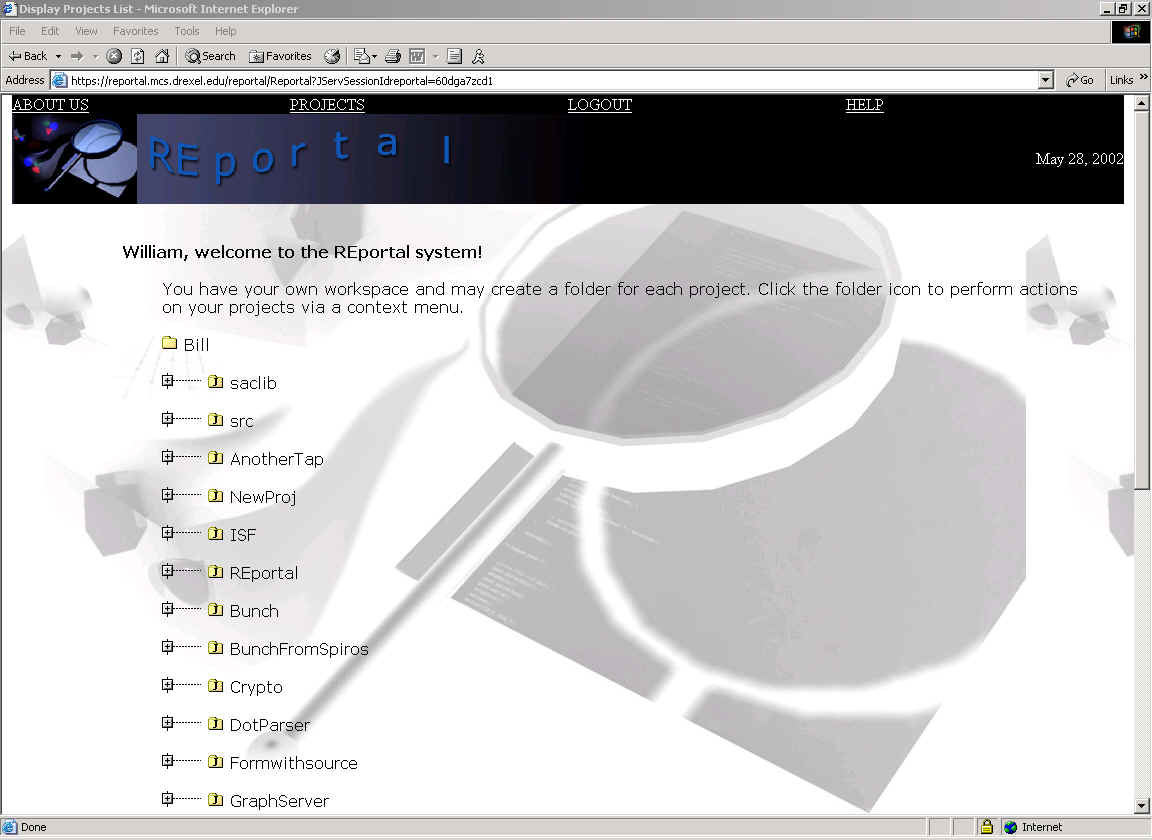 Display Projects List - Microsoft Internet Explorer
File Edit View Favorites Tools Help
Back Search Favorites
Address https://reportal.mcs.drexel.edu/reportal/Reportal?JServSessionIdreportal=60dga7zcd1 Go Links »
ABOUT US PROJECTS LOGOUT HELP
REportal
May 28, 2002
William, welcome to the REportal system!
You have your own workspace and may create a folder for each project. Click the folder icon to perform actions
on your projects via a context menu.
Bill
J saclib
J src
J AnotherTap
J NewProj
J ISF
J REportal
J Bunch
J BunchFromSpiros
J Crypto
J DotParser
J Formwithsource
J GraphServer
Done Internet